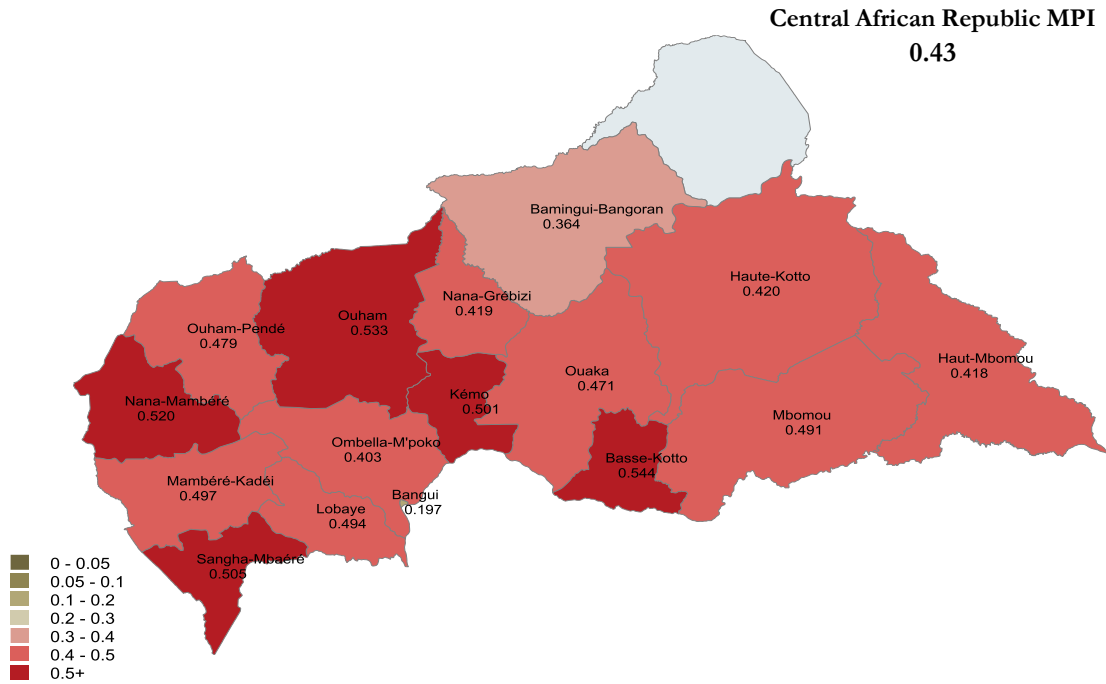 Central African Republic MPI
0.43
Bamingui-Bangoran
0.364
Haute-Kotto
0.420
Nana-Grébizi
0.419
Ouham
0.533
Ouham-Pendé
0.479
Haut-Mbomou
0.418
Ouaka
0.471
Kémo
0.501
Nana-Mambéré
0.520
Mbomou
0.491
Ombella-M'poko
0.403
Basse-Kotto
0.544
Mambéré-Kadéi
0.497
Bangui
0.197
Lobaye
0.494
Sangha-Mbaéré
0.505
0 - 0.05
0.05 - 0.1
0.1 - 0.2
0.2 - 0.3
0.3 - 0.4
0.4 - 0.5
0.5+